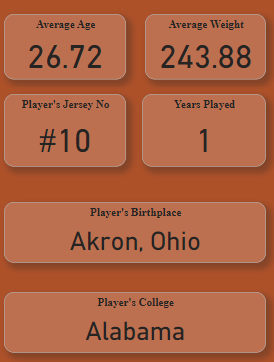 Average Age
Average Weight
26.72
243.88
Player's Jersey No
Years Played
#10
1
Player's Birthplace
Akron, Ohio
Player's College
Alabama